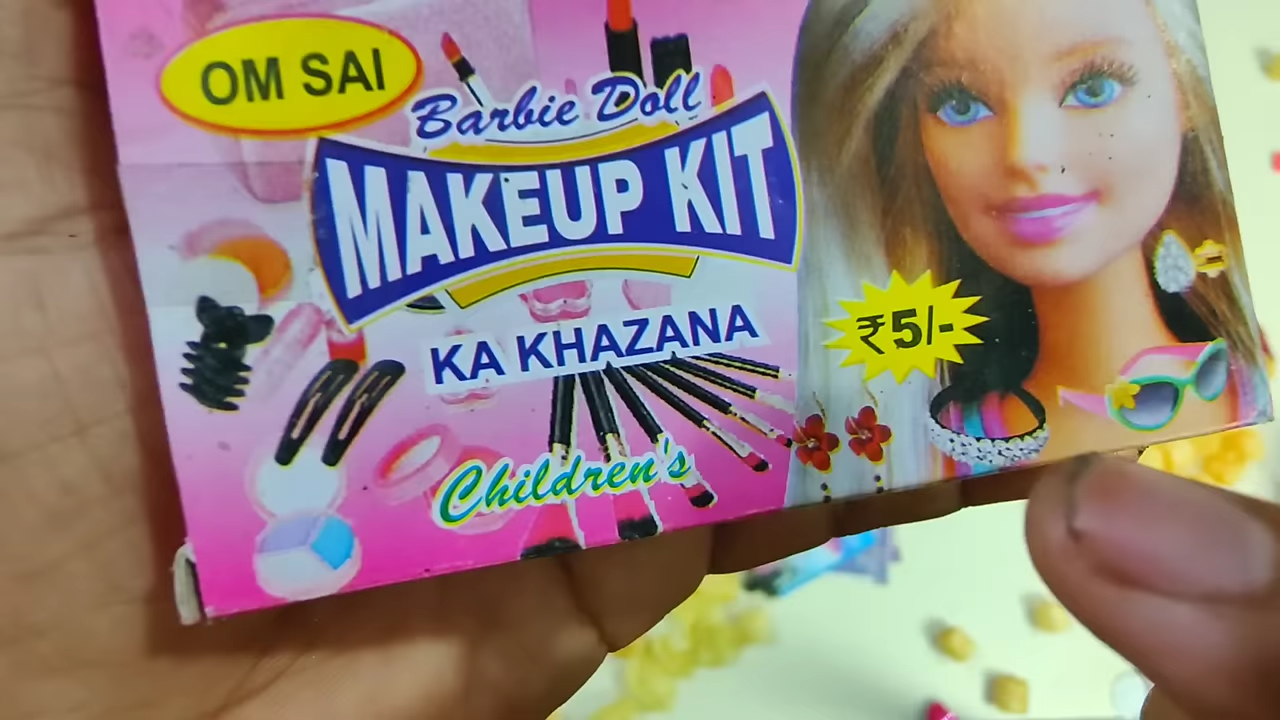 OM SAI
Barbie Doll
MAKEUP KIT
KA KHAZANA
₹5/-
Children's